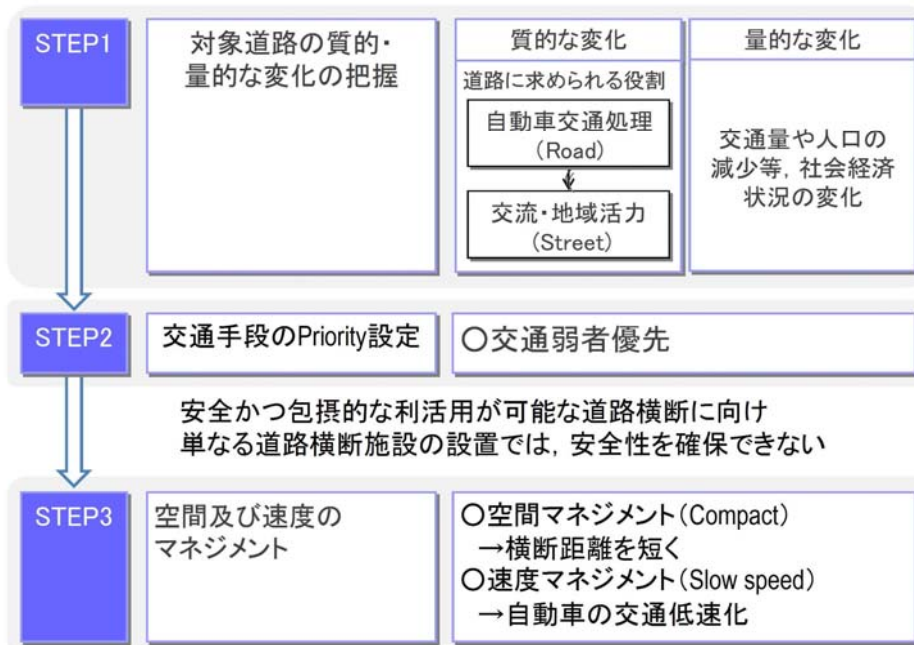 STEP1
対象道路の質的・
量的な変化の把握
質的な変化
道路に求められる役割
自動車交通処理
(Road)
交流・地域活力
(Street)
量的な変化
交通量や人口の
減少等，社会経済
状況の変化
STEP2
交通手段のPriority設定
○交通弱者優先
安全かつ包摂的な利活用が可能な道路横断に向け
単なる道路横断施設の設置では，安全性を確保できない
STEP3
空間及び速度の
マネジメント
○空間マネジメント（Compact）
→横断距離を短く
○速度マネジメント（Slow speed）
→自動車の交通低速化